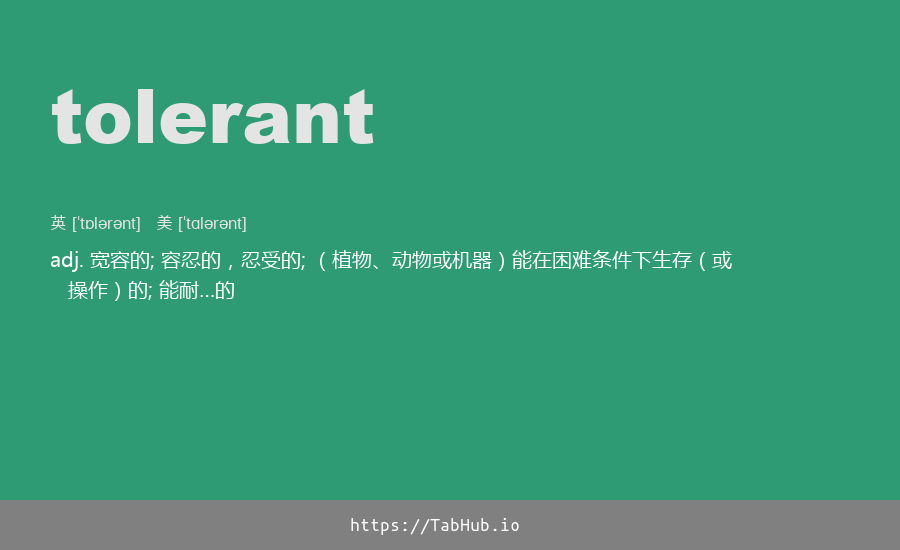 tolerant
英 [ˈtɒlərənt] 美 [ˈtɑlərənt]
adj. 宽容的; 容忍的，忍受的; （植物、动物或机器）能在困难条件下生存（或
操作）的; 能耐...的
https://TabHub.io